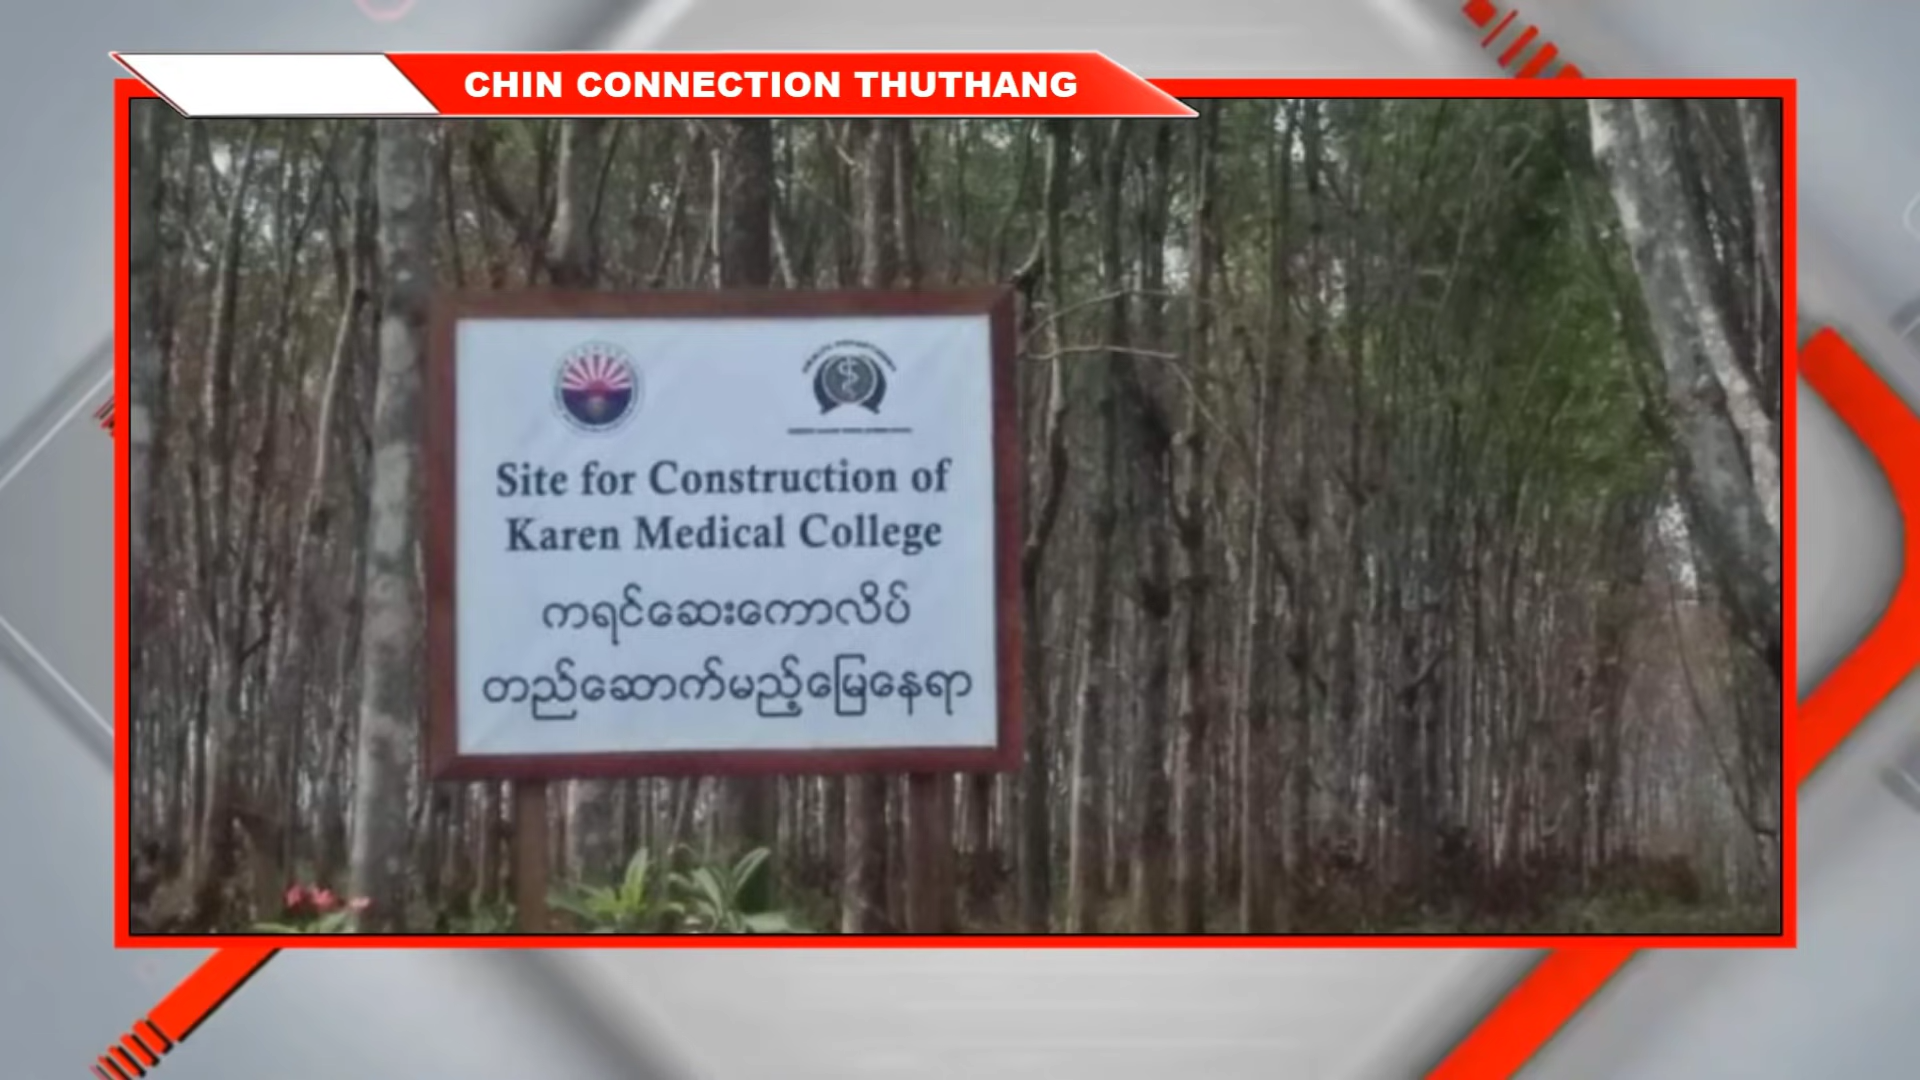 CHIN CONNECTION THUTHANG
Site for Construction of
Karen Medical College
ကရင်ဆေးကောလိပ်
တည်ဆောက်မည့်မြေနေရာ